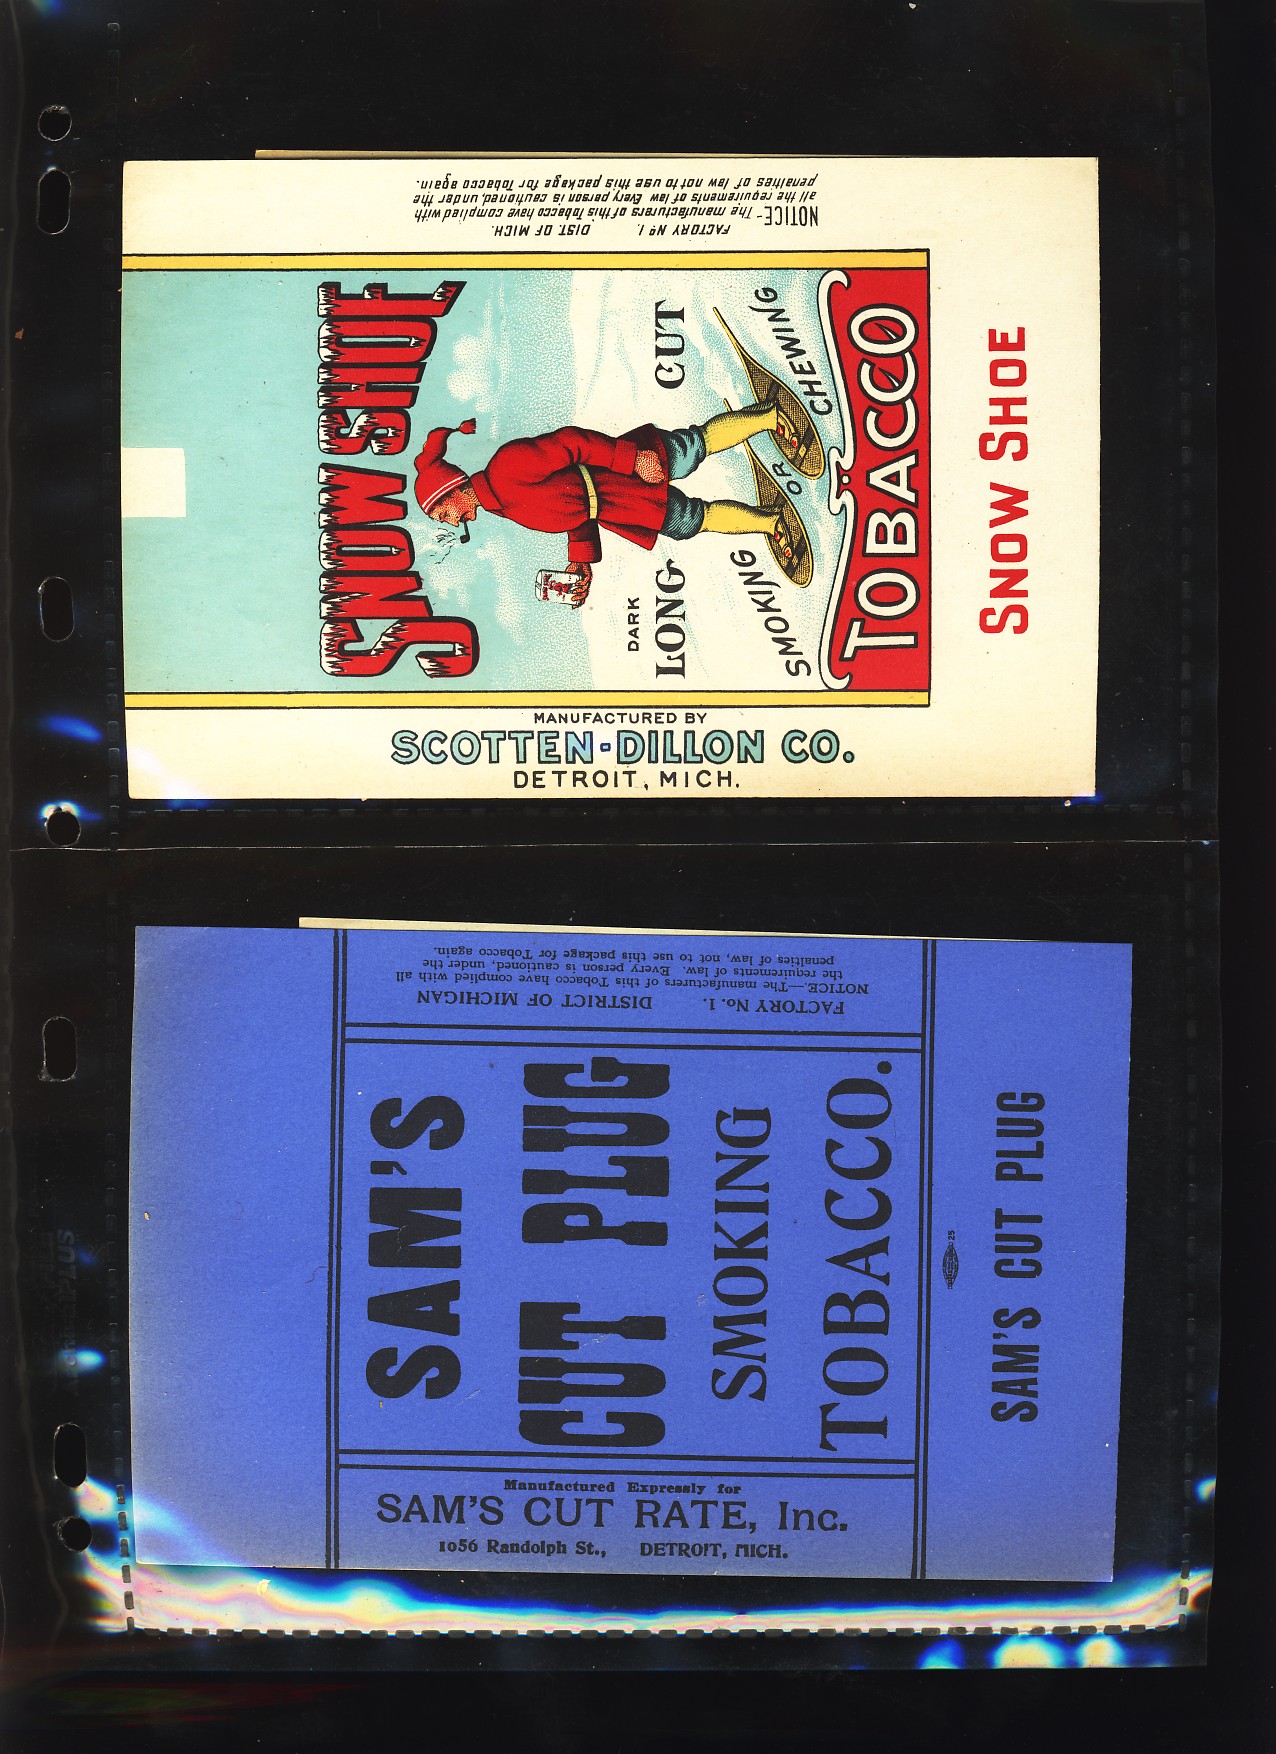 FACTORY Nº 1, DIST. OF MICH.
NOTICE-The manufacturers of this Tobacco have complied with
all the requirements of law Every person is cautioned, under the
penalties of law not to use this package for Tobacco again.
SNOW SHOE
DARK
LONG CUT
SMOKING OR CHEWING
TOBACCO
SNOW SHOE
MANUFACTURED BY
SCOTTEN-DILLON CO.
DETROIT, MICH.
FACTORY No. 1. DISTRICT OF MICHIGAN
NOTICE.—The manufacturers of this Tobacco have complied with all
the requirements of law. Every person is cautioned, under the
penalties of law, not to use this package for Tobacco again.
SAM'S
CUT PLUG
SMOKING
TOBACCO.
25
SAM'S CUT PLUG
Manufactured Expressly for
SAM'S CUT RATE, Inc.
1056 Randolph St., DETROIT, MICH.